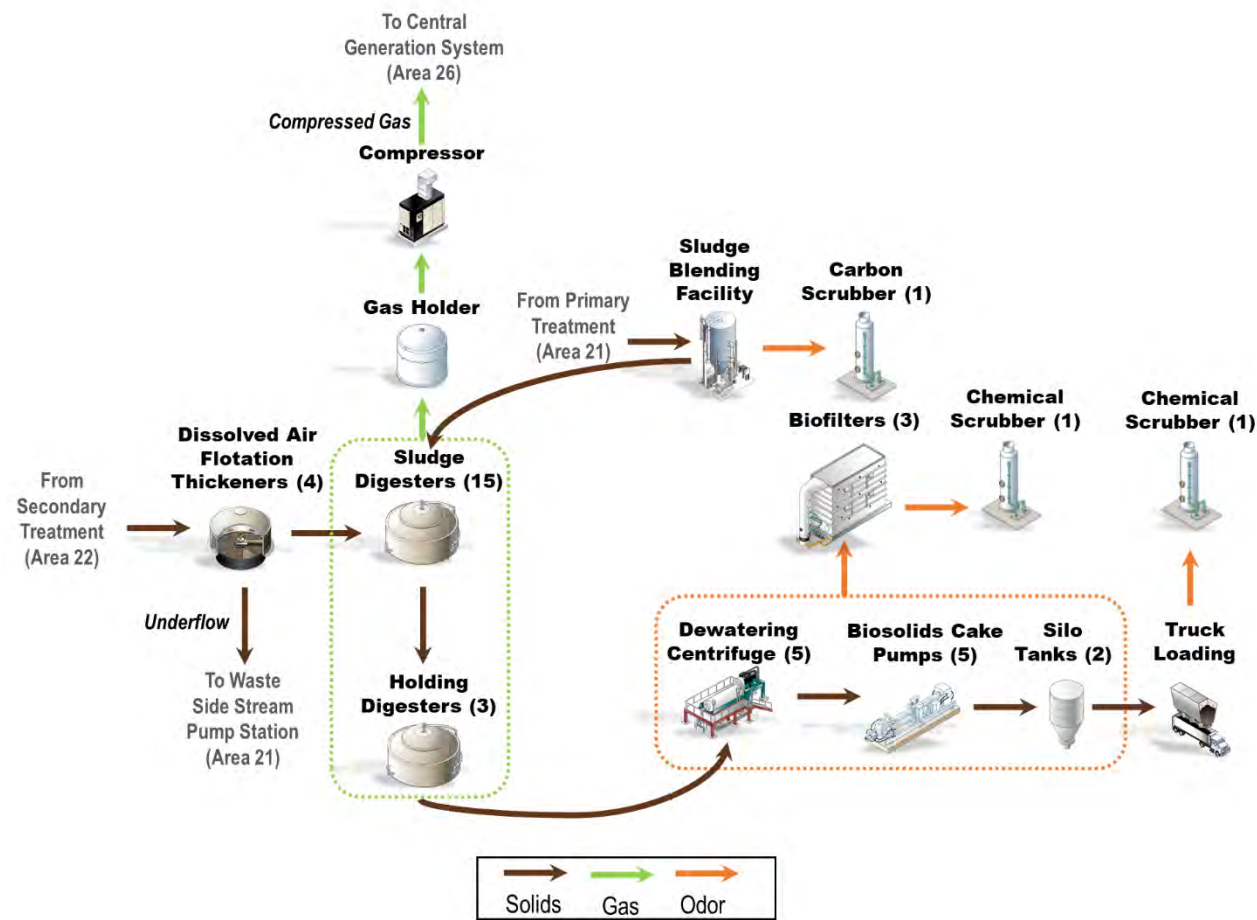 To Central
Generation System
(Area 26)
Compressed Gas
Compressor
Gas Holder
From Primary
Treatment
(Area 21)
Sludge
Blending
Facility
Carbon
Scrubber (1)
Biofilters (3)
Chemical
Scrubber (1)
Chemical
Scrubber (1)
From
Secondary
Treatment
(Area 22)
Dissolved Air
Flotation
Thickeners (4)
Sludge
Digesters (15)
Underflow
To Waste
Side Stream
Pump Station
(Area 21)
Holding
Digesters (3)
Dewatering
Centrifuge (5)
Biosolids Cake
Pumps (5)
Silo
Tanks (2)
Truck
Loading
Solids
Gas
Odor